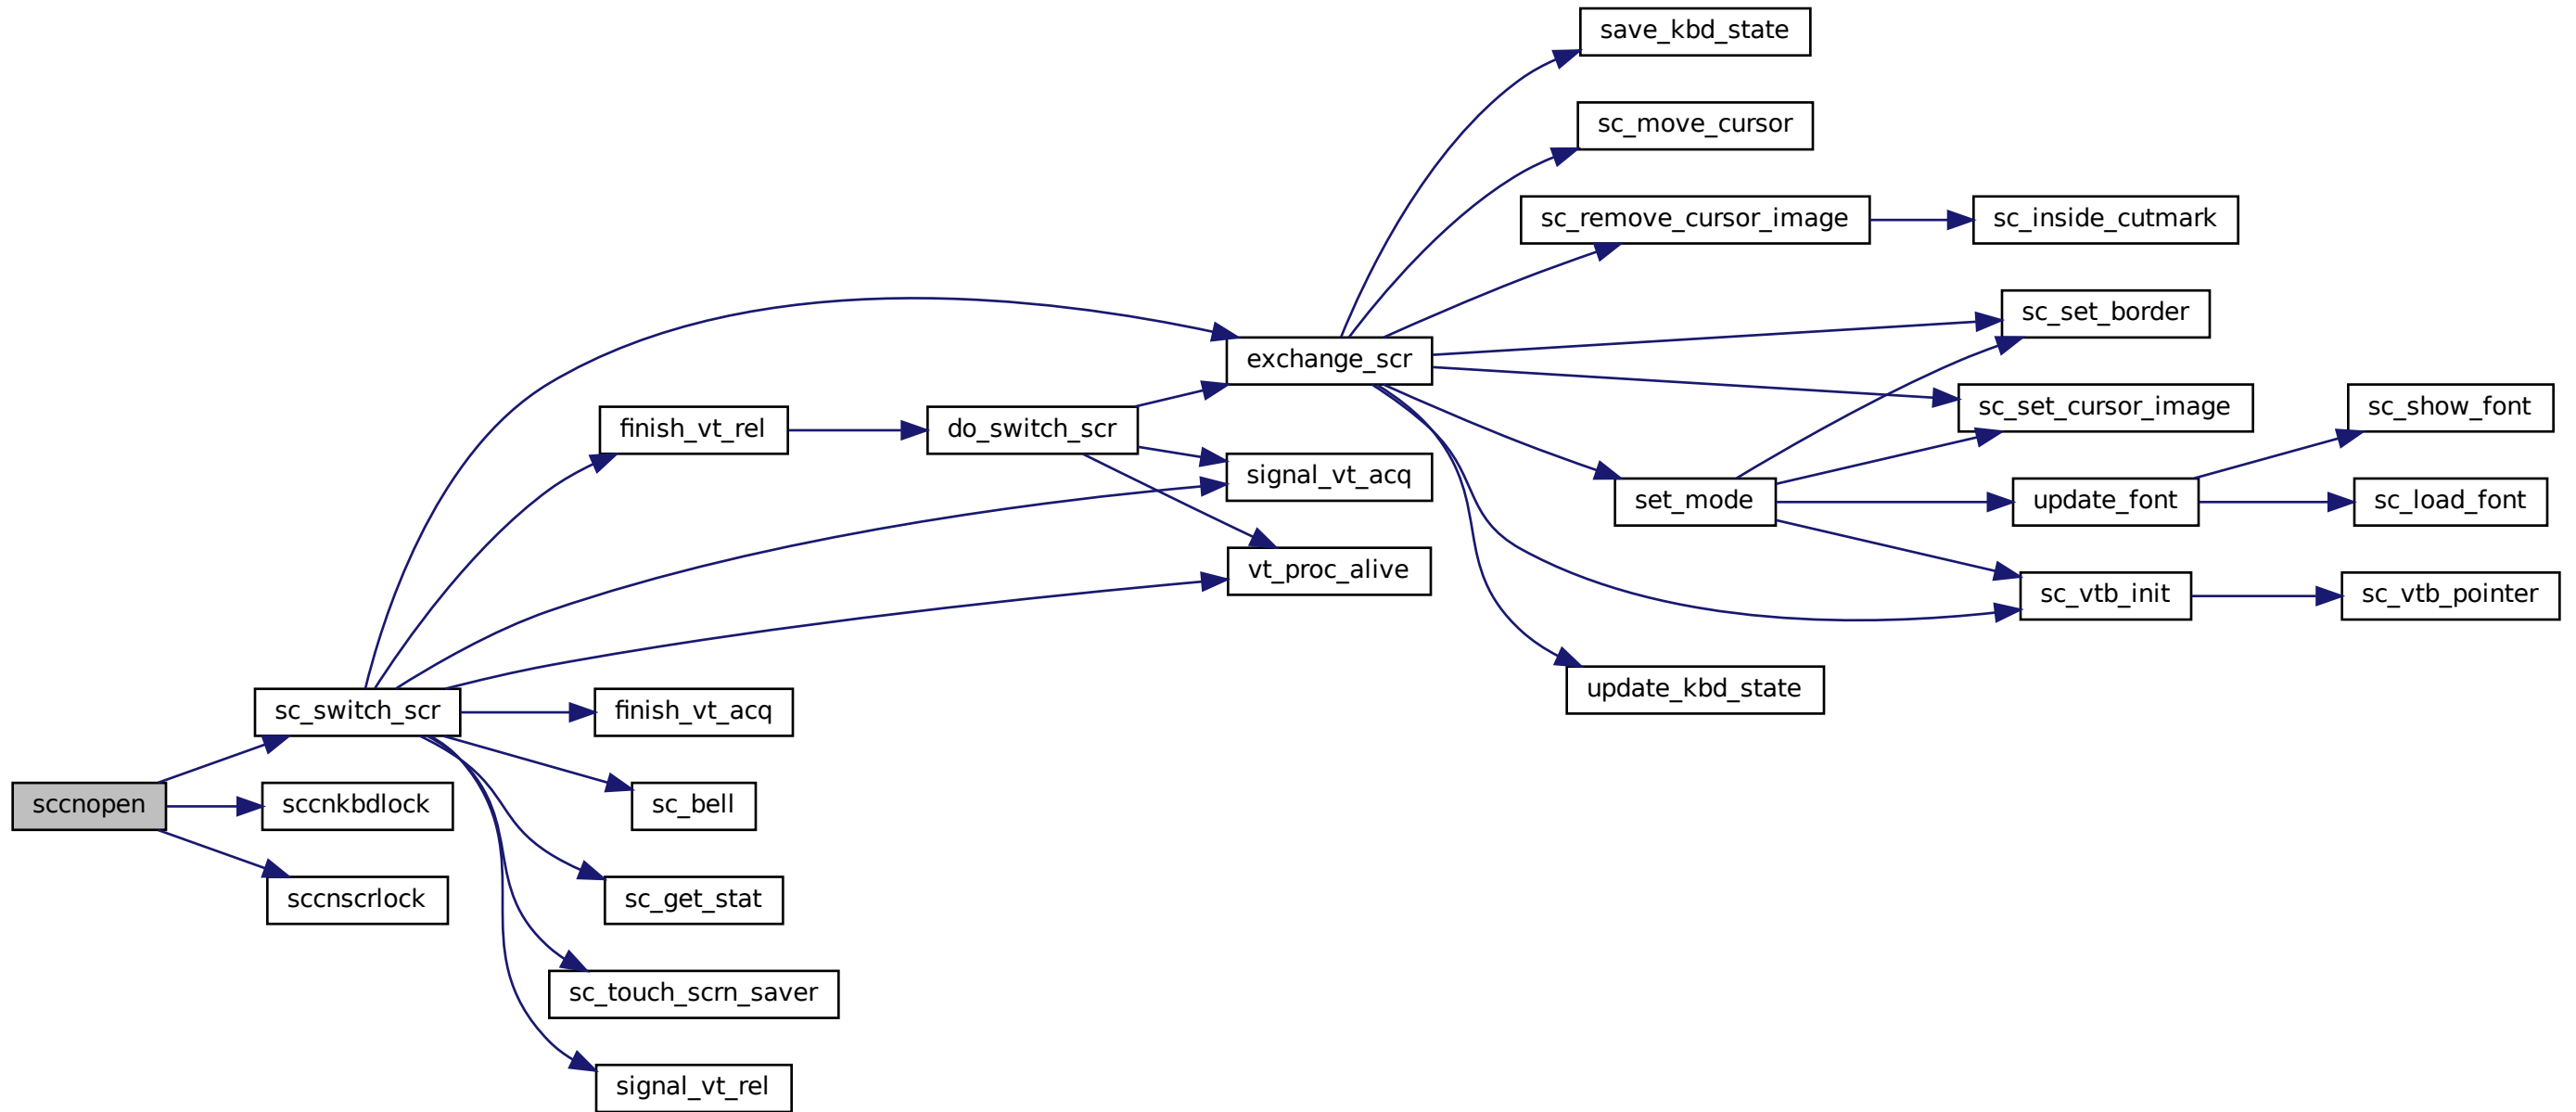 save_kbd_state
sc_move_cursor
sc_remove_cursor_image
sc_inside_cutmark
sc_set_border
exchange_scr
sc_set_cursor_image
sc_show_font
finish_vt_rel
do_switch_scr
signal_vt_acq
set_mode
update_font
sc_load_font
vt_proc_alive
sc_vtb_init
sc_vtb_pointer
update_kbd_state
sc_switch_scr
finish_vt_acq
sccnopen
sccnkbdlock
sc_bell
sccnscrlock
sc_get_stat
sc_touch_scrn_saver
signal_vt_rel